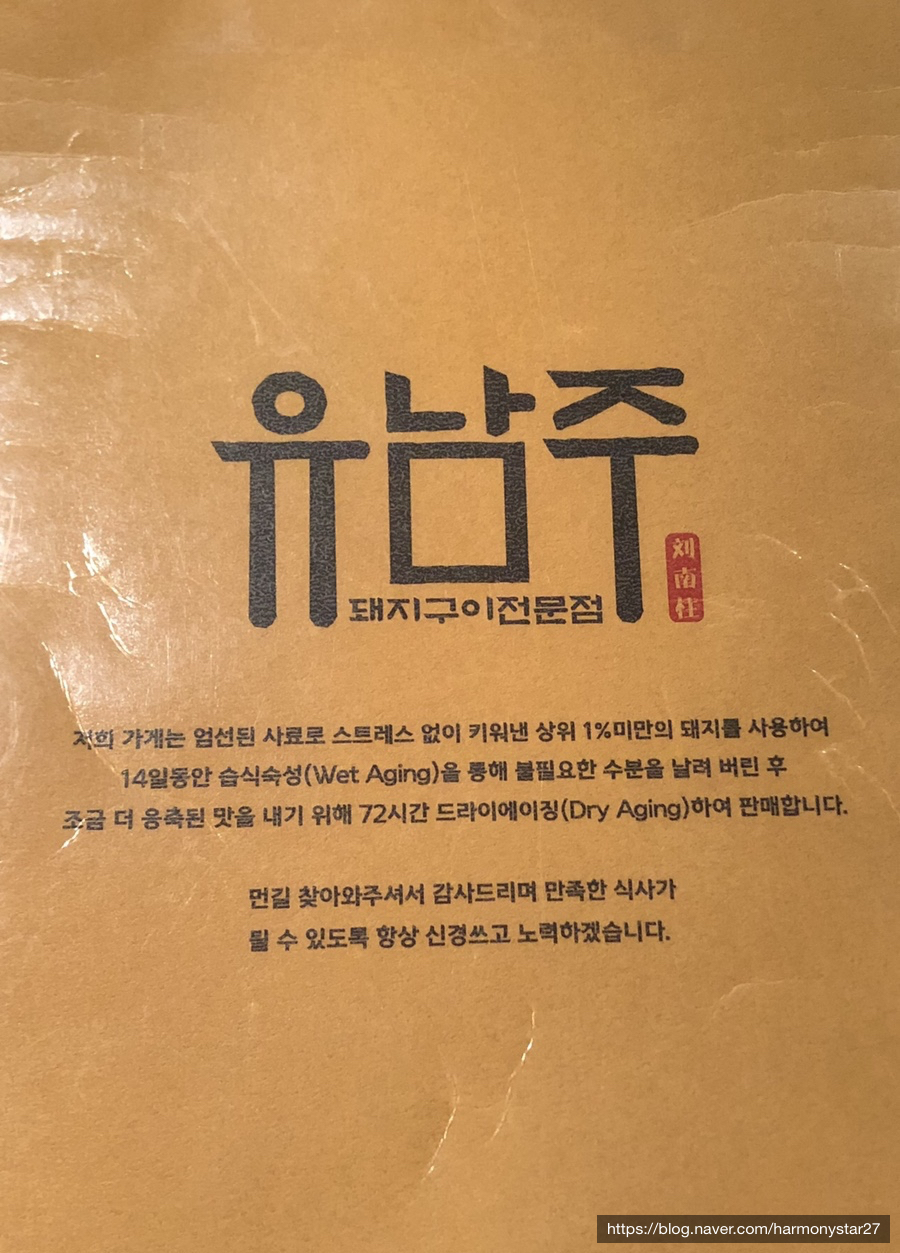 유남주
돼지구이전문점
刘南柱
저희 가게는 엄선된 사료로 스트레스 없이 키워낸 상위 1%미만의 돼지를 사용하여
14일동안 습식숙성(Wet Aging)을 통해 불필요한 수분을 날려 버린 후
조금 더 응축된 맛을 내기 위해 72시간 드라이에이징(Dry Aging)하여 판매합니다.
먼길 찾아와주셔서 감사드리며 만족한 식사가
될 수 있도록 항상 신경쓰고 노력하겠습니다.
https://blog.naver.com/harmonystar27